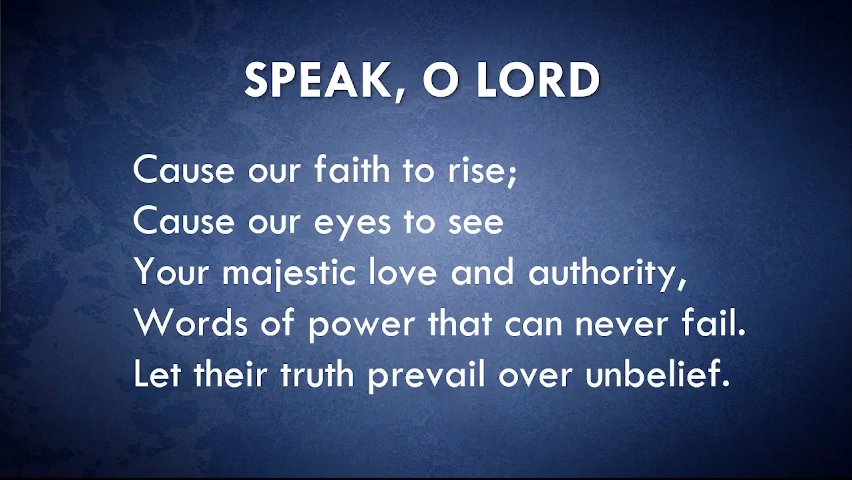 SPEAK, O LORD
Cause our faith to rise;
Cause our eyes to see
Your majestic love and authority,
Words of power that can never fail.
Let their truth prevail over unbelief.